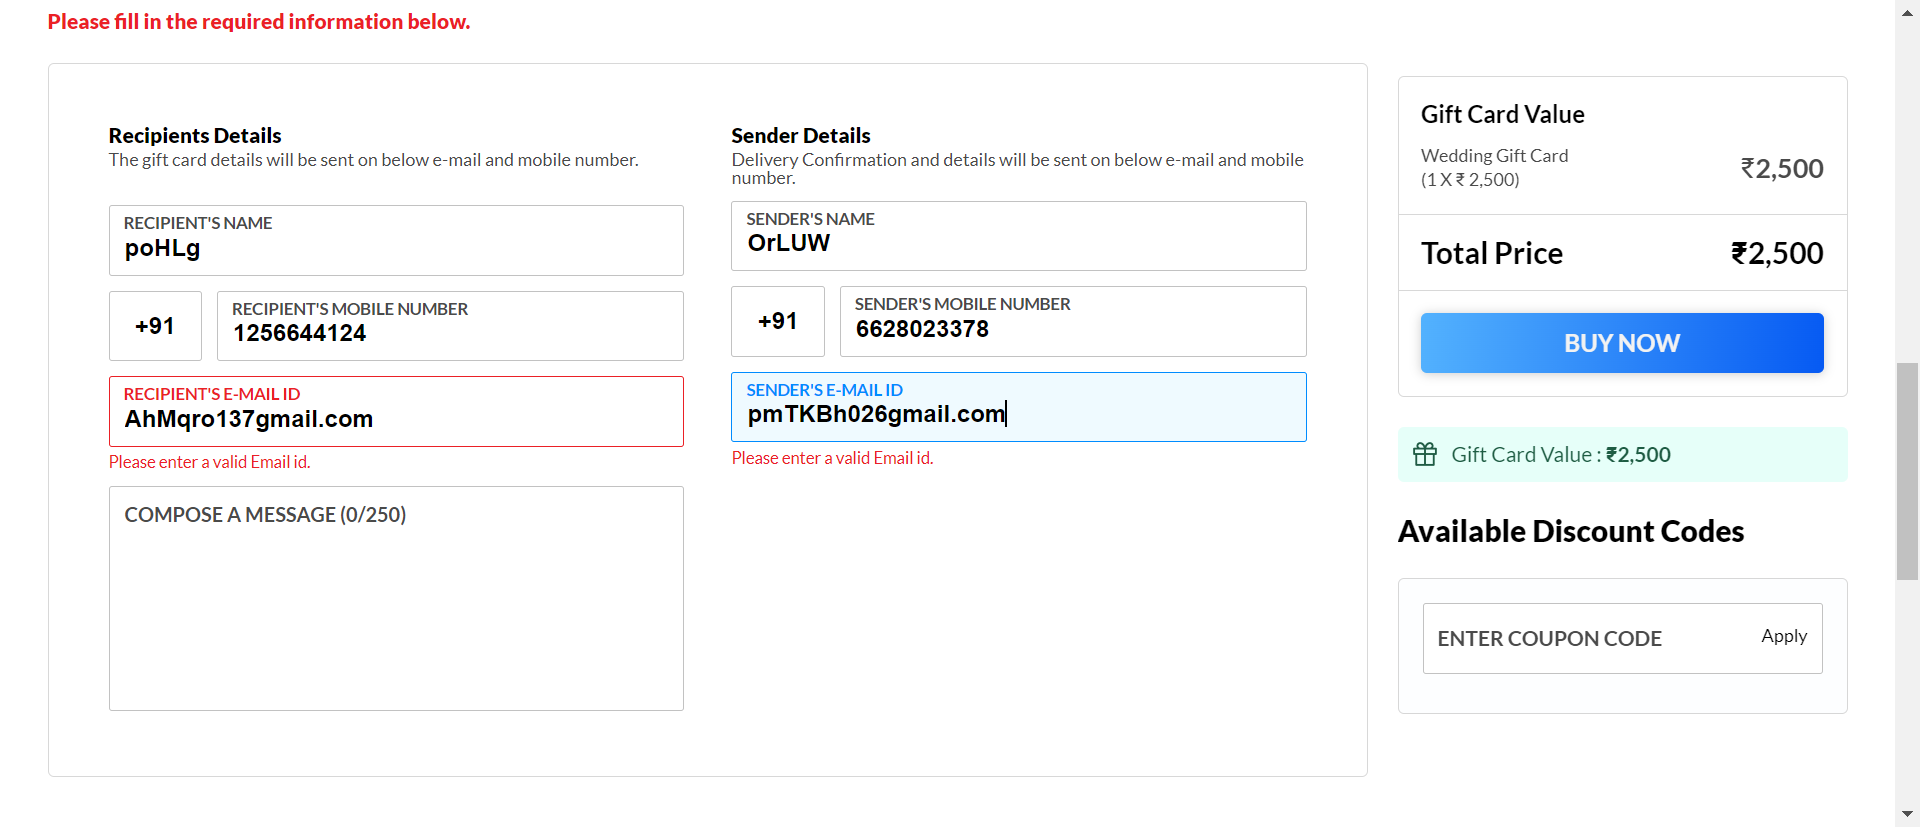 Please fill in the required information below.
Recipients Details
The gift card details will be sent on below e-mail and mobile number.
RECIPIENT'S NAME
poHLg
+91
RECIPIENT'S MOBILE NUMBER
1256644124
RECIPIENT'S E-MAIL ID
AhMqro137gmail.com
Please enter a valid Email id.
COMPOSE A MESSAGE (0/250)
Sender Details
Delivery Confirmation and details will be sent on below e-mail and mobile
number.
SENDER'S NAME
OrLUW
+91
SENDER'S MOBILE NUMBER
6628023378
SENDER'S E-MAIL ID
pmTKBh026gmail.com
Please enter a valid Email id.
Gift Card Value
Wedding Gift Card
(1 X ₹ 2,500)
₹2,500
Total Price
₹2,500
BUY NOW
Gift Card Value : ₹2,500
Available Discount Codes
ENTER COUPON CODE
Apply